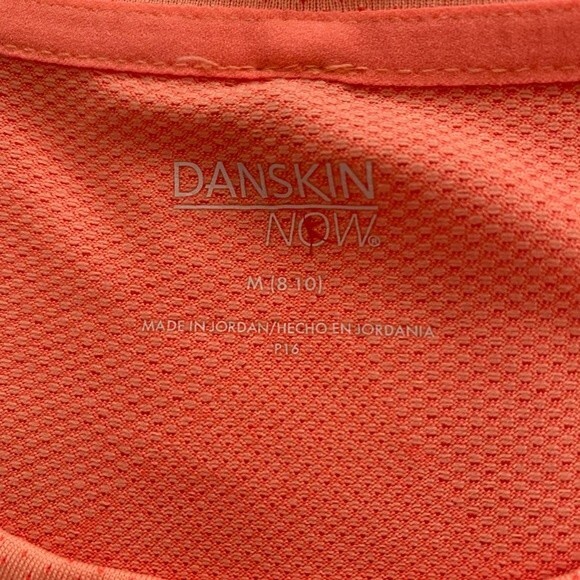 DANSKIN
NOW®
M (8-10)
MADE IN JORDAN/HECHO EN JORDANIA
P16